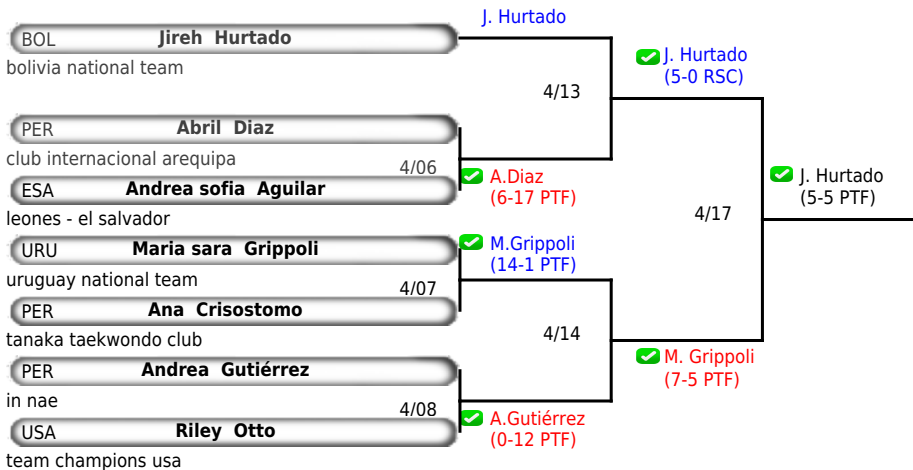 J. Hurtado
BOL Jireh Hurtado
bolivia national team
J. Hurtado
(5-0 RSC)
4/13
PER Abril Diaz
club internacional arequipa
4/06
ESA Andrea sofia Aguilar
leones - el salvador
A.Diaz
(6-17 PTF)
J. Hurtado
(5-5 PTF)
4/17
URU Maria sara Grippoli
uruguay national team
M.Grippoli
(14-1 PTF)
4/07
PER Ana Crisostomo
tanaka taekwondo club
4/14
M. Grippoli
(7-5 PTF)
PER Andrea Gutiérrez
in nae
4/08
USA Riley Otto
team champions usa
A.Gutiérrez
(0-12 PTF)